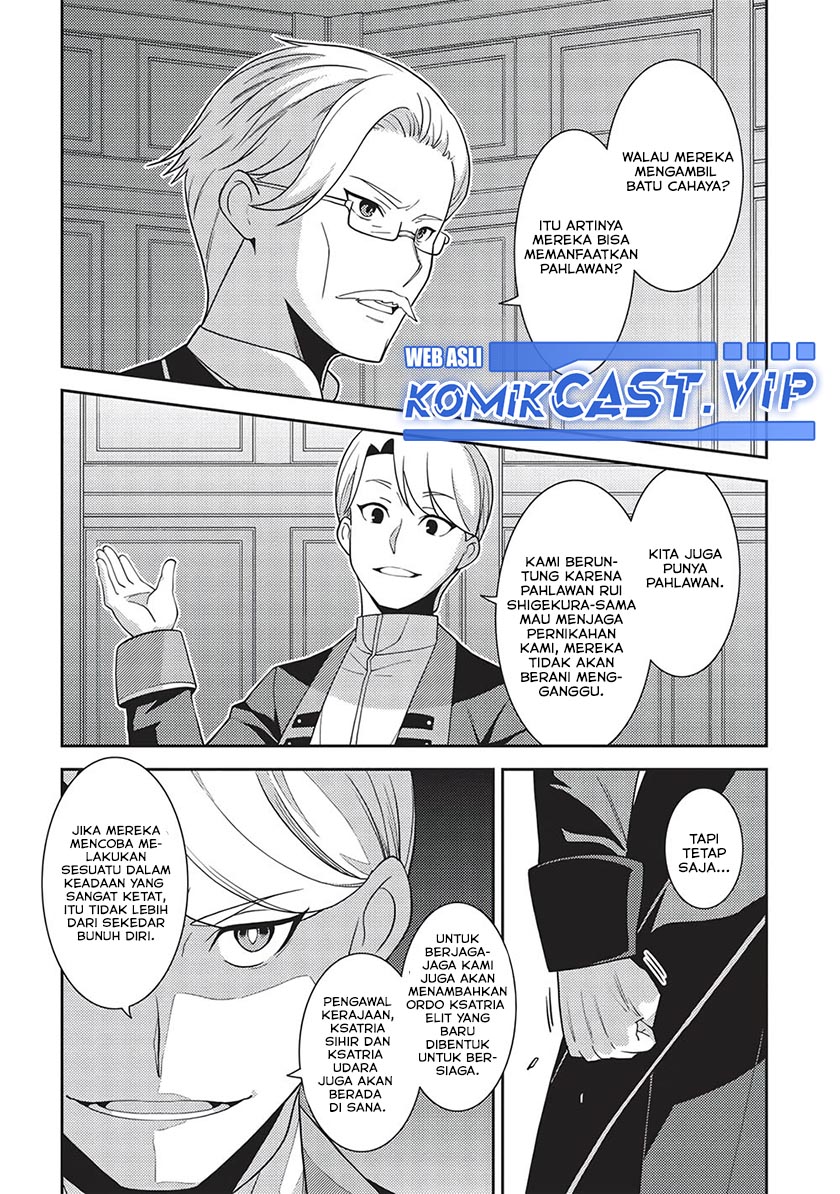 WALAU MEREKA
MENGAMBIL
BATU CAHAYA?
ITU ARTINYA
MEREKA BISA
MEMANFAATKAN
PAHLAWAN?
WEB ASLI
KOMIKCAST.VIP
KITA JUGA
PUNYA
PAHLAWAN.
KAMI BERUN-
TUNG KARENA
PAHLAWAN RUI
SHIGEKURA-SAMA
MAU MENJAGA
PERNIKAHAN
KAMI, MEREKA
TIDAK AKAN
BERANI MENG-
GANGGU.
TAPI
TETAP
SAJA...
JIKA MEREKA
MENCOBA ME-
LAKUKAN
SESUATU DALAM
KEADAAN YANG
SANGAT KETAT,
ITU TIDAK LEBIH
DARI SEKEDAR
BUNUH DIRI.
UNTUK
BERJAGA-
JAGA KAMI
JUGA AKAN
MENAMBAHKAN
ORDO KSATRIA
ELIT YANG
BARU
DIBENTUK
UNTUK BER-
SIAGA.
PENGAWAL
KERAJAAN,
KSATRIA
SIHIR DAN
KSATRIA
UDARA
JUGA AKAN
BERADA
DI SANA.